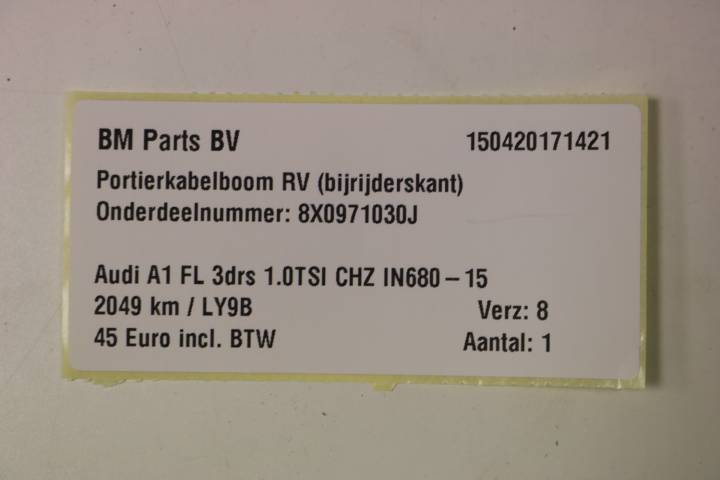 BM Parts BV 150420171421
Portierkabelboom RV (bijrijderskant)
Onderdeelnummer: 8X0971030J
Audi A1 FL 3drs 1.0TSI CHZ IN680 – 15
2049 km / LY9B Verz: 8
45 Euro incl. BTW Aantal: 1